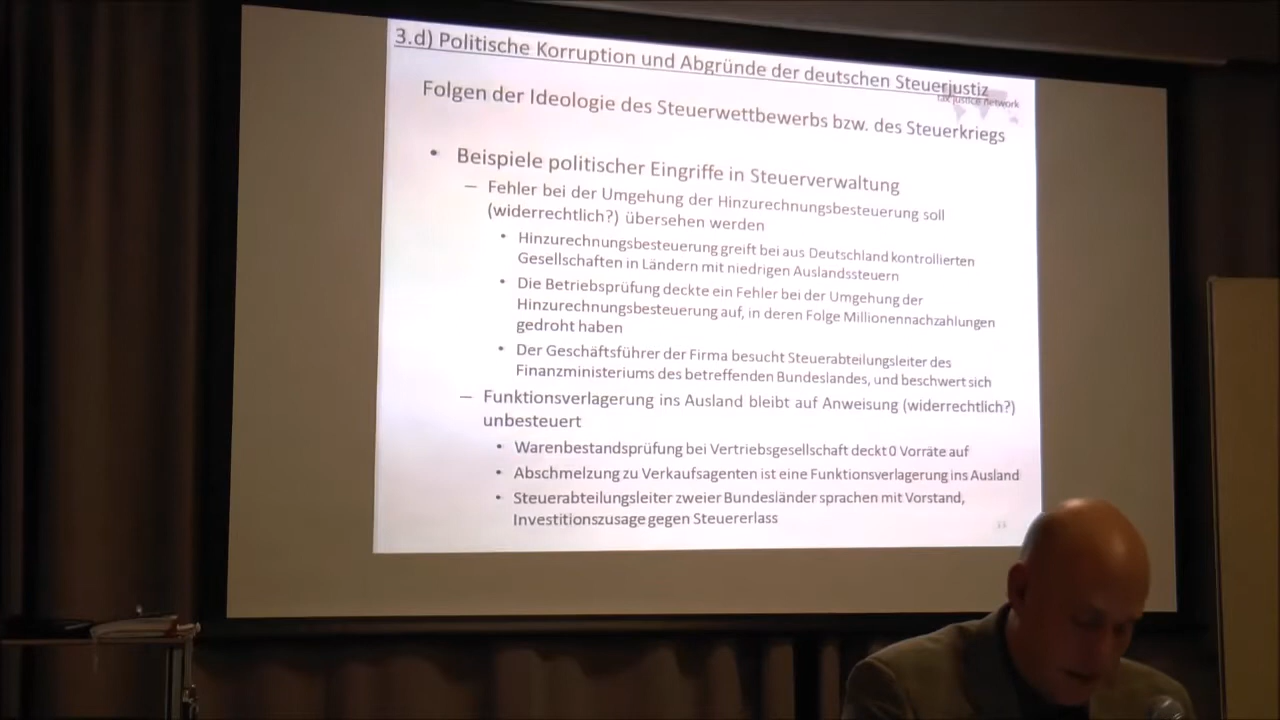 3.d) Politische Korruption und Abgründe der deutschen Steuerjustiz
tax justice network
Folgen der Ideologie des Steuerwettbewerbs bzw. des Steuerkriegs
• Beispiele politischer Eingriffe in Steuerverwaltung
– Fehler bei der Umgehung der Hinzurechnungsbesteuerung soll
(widerrechtlich?) übersehen werden
• Hinzurechnungsbesteuerung greift bei aus Deutschland kontrollierten
Gesellschaften in Ländern mit niedrigen Auslandssteuern
• Die Betriebsprüfung deckte ein Fehler bei der Umgehung der
Hinzurechnungsbesteuerung auf, in deren Folge Millionennachzahlungen
gedroht haben
• Der Geschäftsführer der Firma besucht Steuerabteilungsleiter des
Finanzministeriums des betreffenden Bundeslandes, und beschwert sich
– Funktionsverlagerung ins Ausland bleibt auf Anweisung (widerrechtlich?)
unbesteuert
• Warenbestandsprüfung bei Vertriebsgesellschaft deckt 0 Vorräte auf
• Abschmelzung zu Verkaufsagenten ist eine Funktionsverlagerung ins Ausland
• Steuerabteilungsleiter zweier Bundesländer sprachen mit Vorstand,
Investitionszusage gegen Steuererlass